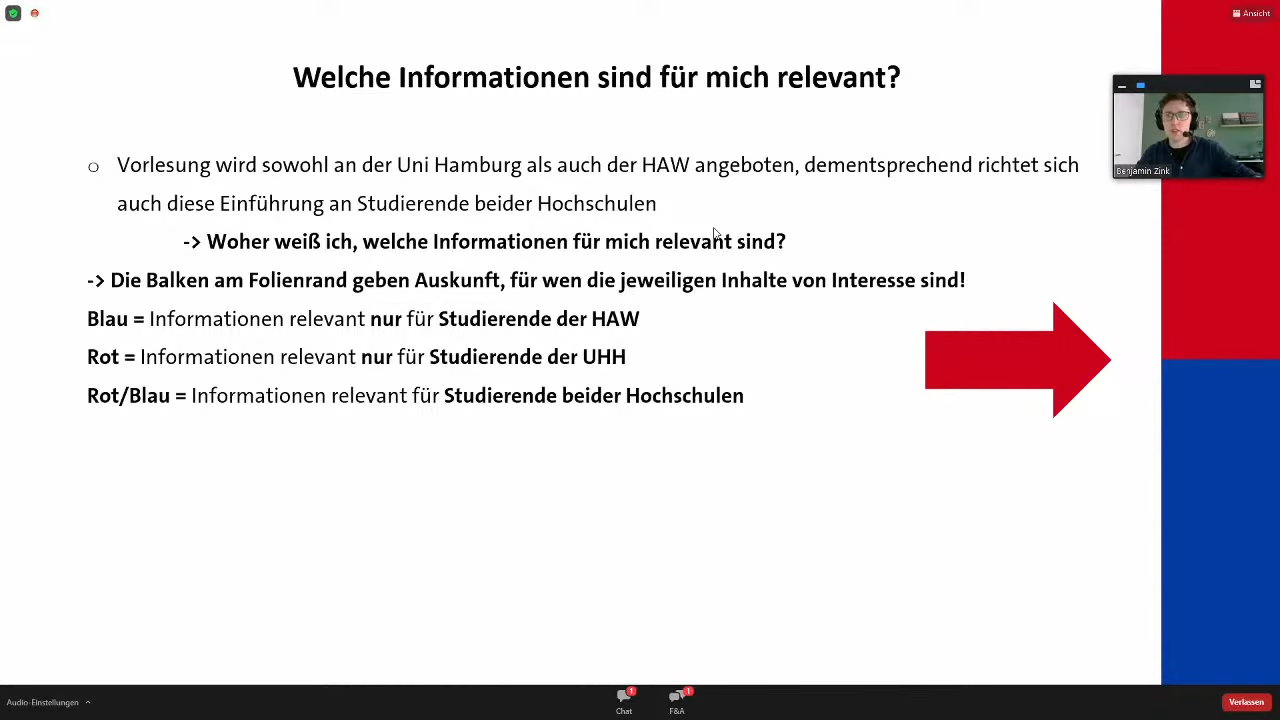 Ansicht
Welche Informationen sind für mich relevant?
o Vorlesung wird sowohl an der Uni Hamburg als auch der HAW angeboten, dementsprechend richtet sich
auch diese Einführung an Studierende beider Hochschulen
-> Woher weiß ich, welche Informationen für mich relevant sind?
-> Die Balken am Folienrand geben Auskunft, für wen die jeweiligen Inhalte von Interesse sind!
Blau = Informationen relevant nur für Studierende der HAW
Rot = Informationen relevant nur für Studierende der UHH
Rot/Blau = Informationen relevant für Studierende beider Hochschulen
Benjamin Zink
Audio-Einstellungen
1
Chat
1
F&A
Verlassen